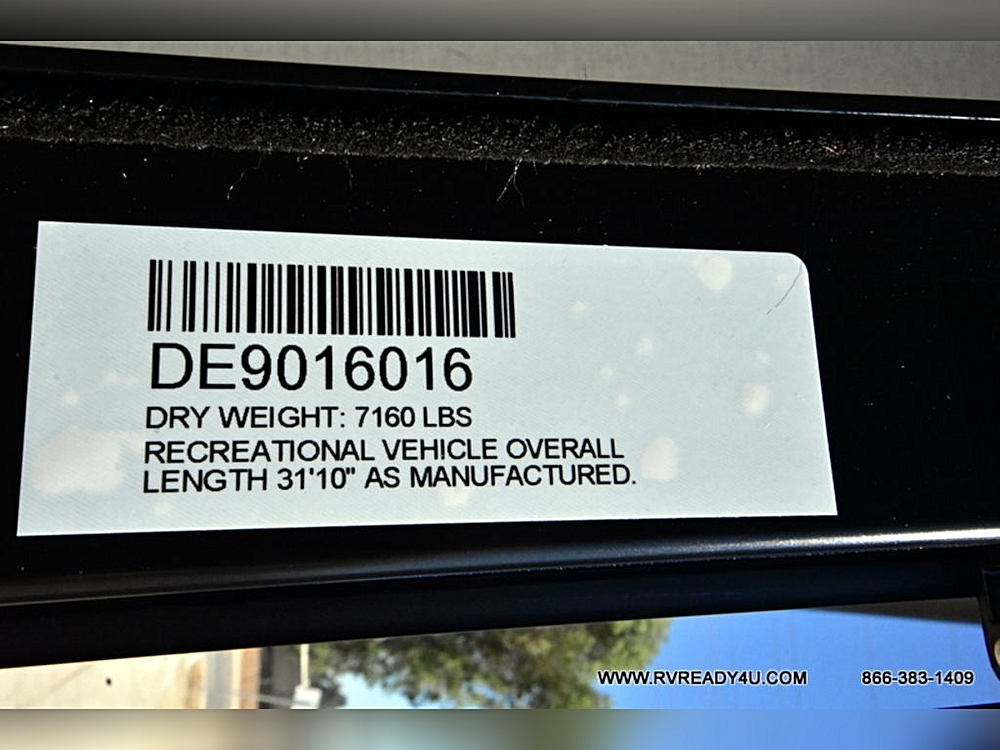 DE9016016
DRY WEIGHT: 7160 LBS
RECREATIONAL VEHICLE OVERALL
LENGTH 31'10" AS MANUFACTURED.
WWW.RVREADY4U.COM 866-383-1409